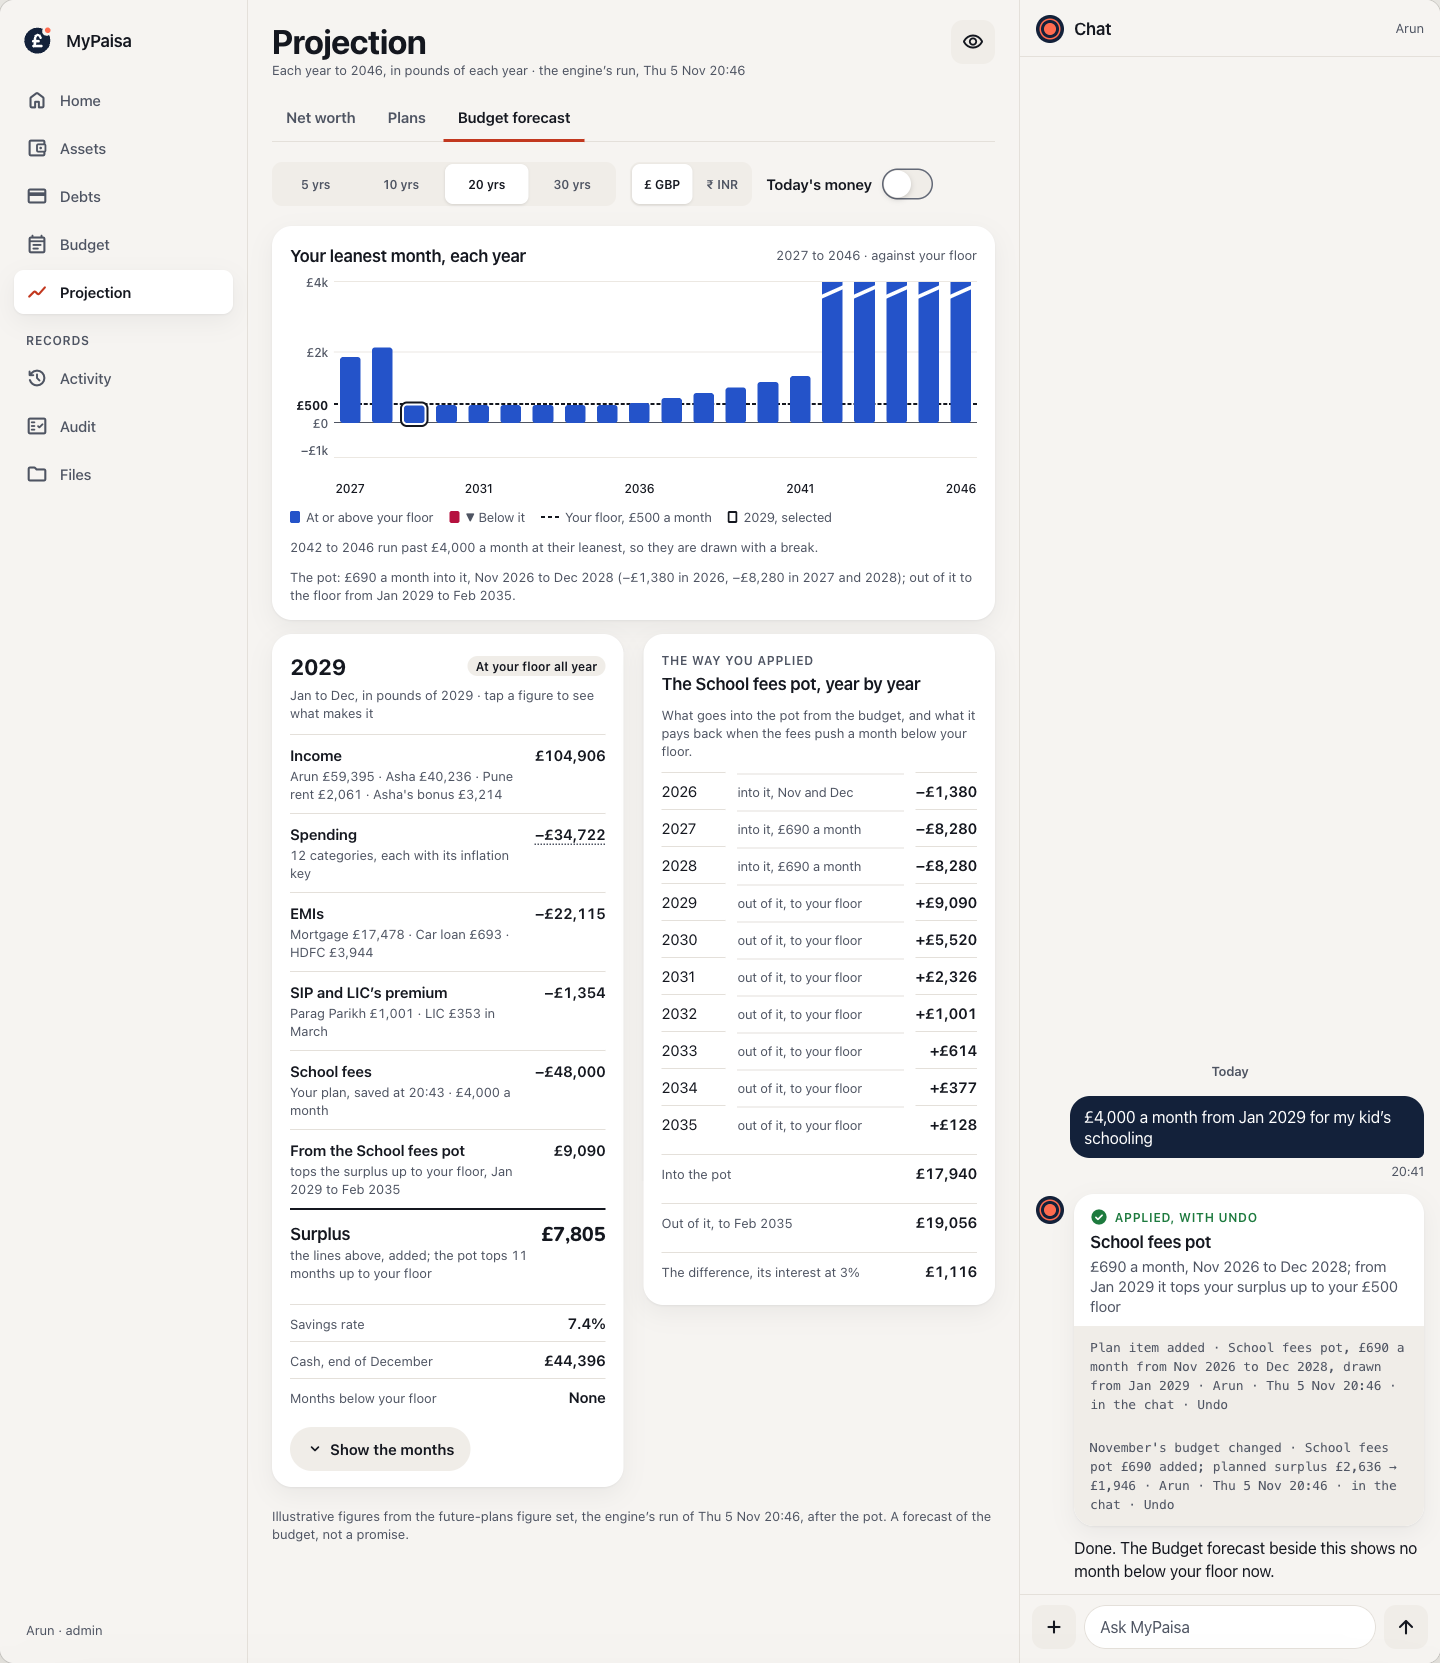 MyPaisa
Home
Assets
Debts
Budget
Projection
RECORDS
Activity
Audit
Files
Arun · admin
Projection
Each year to 2046, in pounds of each year · the engine’s run, Thu 5 Nov 20:46
Net worth Plans Budget forecast
5 yrs 10 yrs 20 yrs 30 yrs £ GBP ₹ INR Today's money
Your leanest month, each year 2027 to 2046 · against your floor
£4k
£2k
£500
£0
−£1k
2027 2031 2036 2041 2046
At or above your floor ▼ Below it Your floor, £500 a month 2029, selected
2042 to 2046 run past £4,000 a month at their leanest, so they are drawn with a break.
The pot: £690 a month into it, Nov 2026 to Dec 2028 (−£1,380 in 2026, −£8,280 in 2027 and 2028); out of it to
the floor from Jan 2029 to Feb 2035.
2029 At your floor all year
Jan to Dec, in pounds of 2029 · tap a figure to see
what makes it
Income £104,906
Arun £59,395 · Asha £40,236 · Pune
rent £2,061 · Asha's bonus £3,214
Spending −£34,722
12 categories, each with its inflation
key
EMIs −£22,115
Mortgage £17,478 · Car loan £693 ·
HDFC £3,944
SIP and LIC’s premium −£1,354
Parag Parikh £1,001 · LIC £353 in
March
School fees −£48,000
Your plan, saved at 20:43 · £4,000 a
month
From the School fees pot £9,090
tops the surplus up to your floor, Jan
2029 to Feb 2035
Surplus £7,805
the lines above, added; the pot tops 11
months up to your floor
Savings rate 7.4%
Cash, end of December £44,396
Months below your floor None
Show the months
THE WAY YOU APPLIED
The School fees pot, year by year
What goes into the pot from the budget, and what it
pays back when the fees push a month below your
floor.
2026 into it, Nov and Dec −£1,380
2027 into it, £690 a month −£8,280
2028 into it, £690 a month −£8,280
2029 out of it, to your floor +£9,090
2030 out of it, to your floor +£5,520
2031 out of it, to your floor +£2,326
2032 out of it, to your floor +£1,001
2033 out of it, to your floor +£614
2034 out of it, to your floor +£377
2035 out of it, to your floor +£128
Into the pot £17,940
Out of it, to Feb 2035 £19,056
The difference, its interest at 3% £1,116
Illustrative figures from the future-plans figure set, the engine’s run of Thu 5 Nov 20:46, after the pot. A forecast of the
budget, not a promise.
Chat Arun
Today
£4,000 a month from Jan 2029 for my kid’s
schooling
20:41
APPLIED, WITH UNDO
School fees pot
£690 a month, Nov 2026 to Dec 2028; from
Jan 2029 it tops your surplus up to your £500
floor
Plan item added · School fees pot, £690 a
month from Nov 2026 to Dec 2028, drawn
from Jan 2029 · Arun · Thu 5 Nov 20:46 ·
in the chat · Undo
November's budget changed · School fees
pot £690 added; planned surplus £2,636 →
£1,946 · Arun · Thu 5 Nov 20:46 · in the
chat · Undo
Done. The Budget forecast beside this shows no
month below your floor now.
Ask MyPaisa